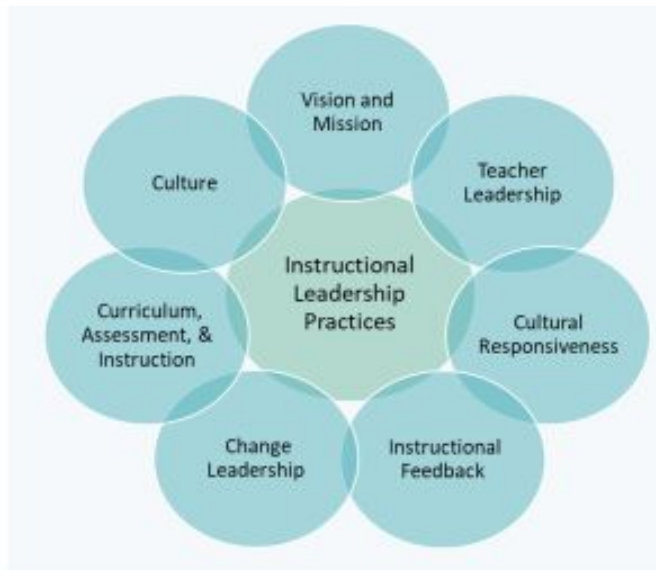 Vision and
Mission
Teacher
Leadership
Cultural
Responsiveness
Instructional
Feedback
Change
Leadership
Curriculum,
Assessment, &
Instruction
Culture
Instructional
Leadership
Practices